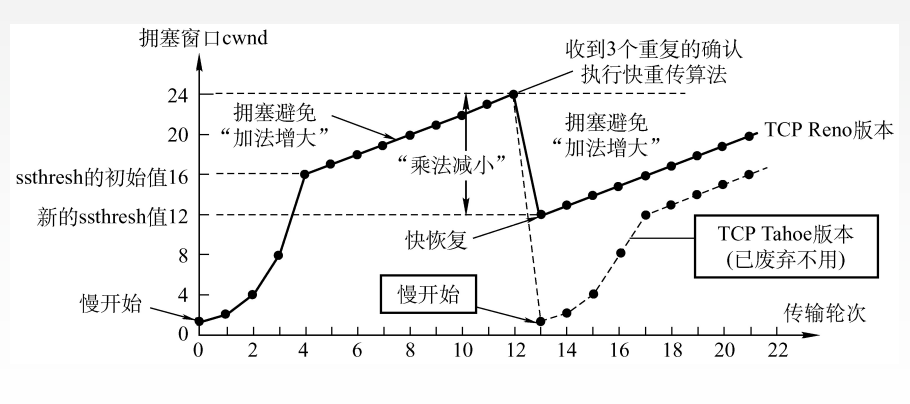 拥塞窗口cwnd
收到3个重复的确认
执行快重传算法
24
拥塞避免
“加法增大”
拥塞避免
“加法增大”
TCP Reno版本
20
“乘法减小”
ssthresh的初始值16
新的ssthresh值12
快恢复
TCP Tahoe版本
(已废弃不用)
8
慢开始
慢开始
4
传输轮次
0
0 2 4 6 8 10 12 14 16 18 20 22